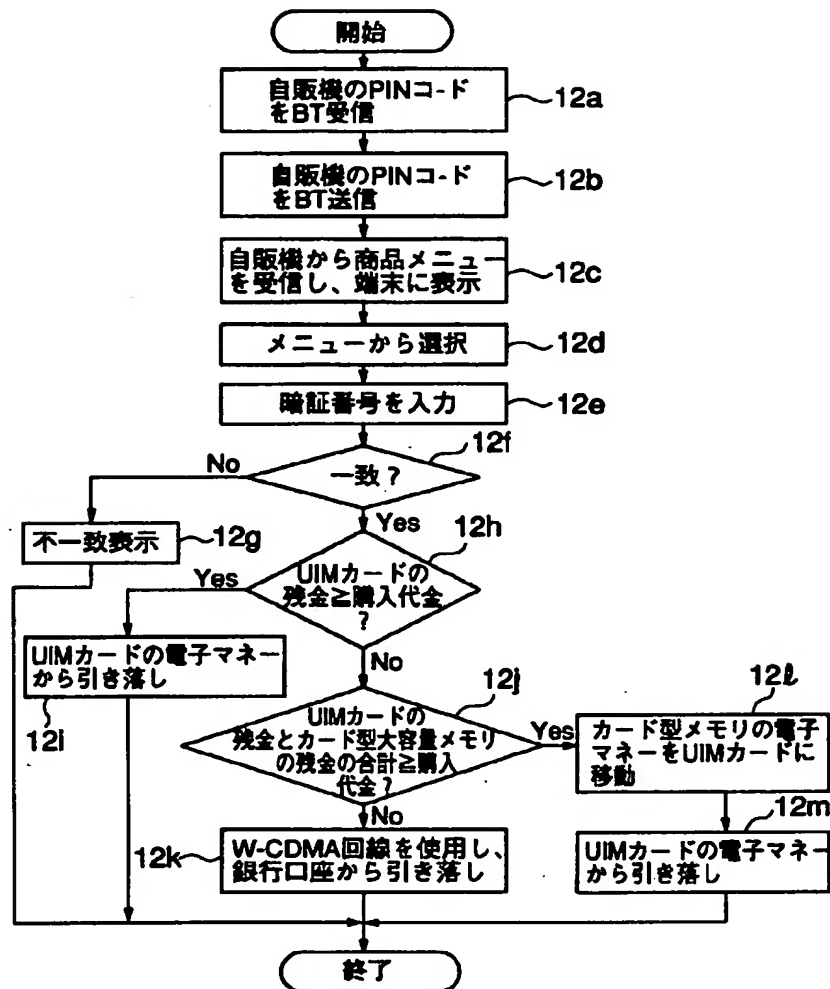 開始
自販機のPINコ-ド
をBT受信
12a
自販機のPINコ-ド
をBT送信
12b
自販機から商品メニュー
を受信し、端末に表示
12c
メニューから選択
12d
暗証番号を入力
12e
12f
一致?
No
Yes
不一致表示
12g
12h
UIMカードの
残金≧購入代金
?
Yes
No
UIMカードの電子マネー
から引き落し
12i
12j
UIMカードの
残金とカード型大容量メモリ
の残金の合計≧購入
代金?
Yes
No
12ℓ
カード型メモリの電子
マネーをUIMカードに
移動
12m
UIMカードの電子マネー
から引き落し
12k
W-CDMA回線を使用し、
銀行口座から引き落し
終了